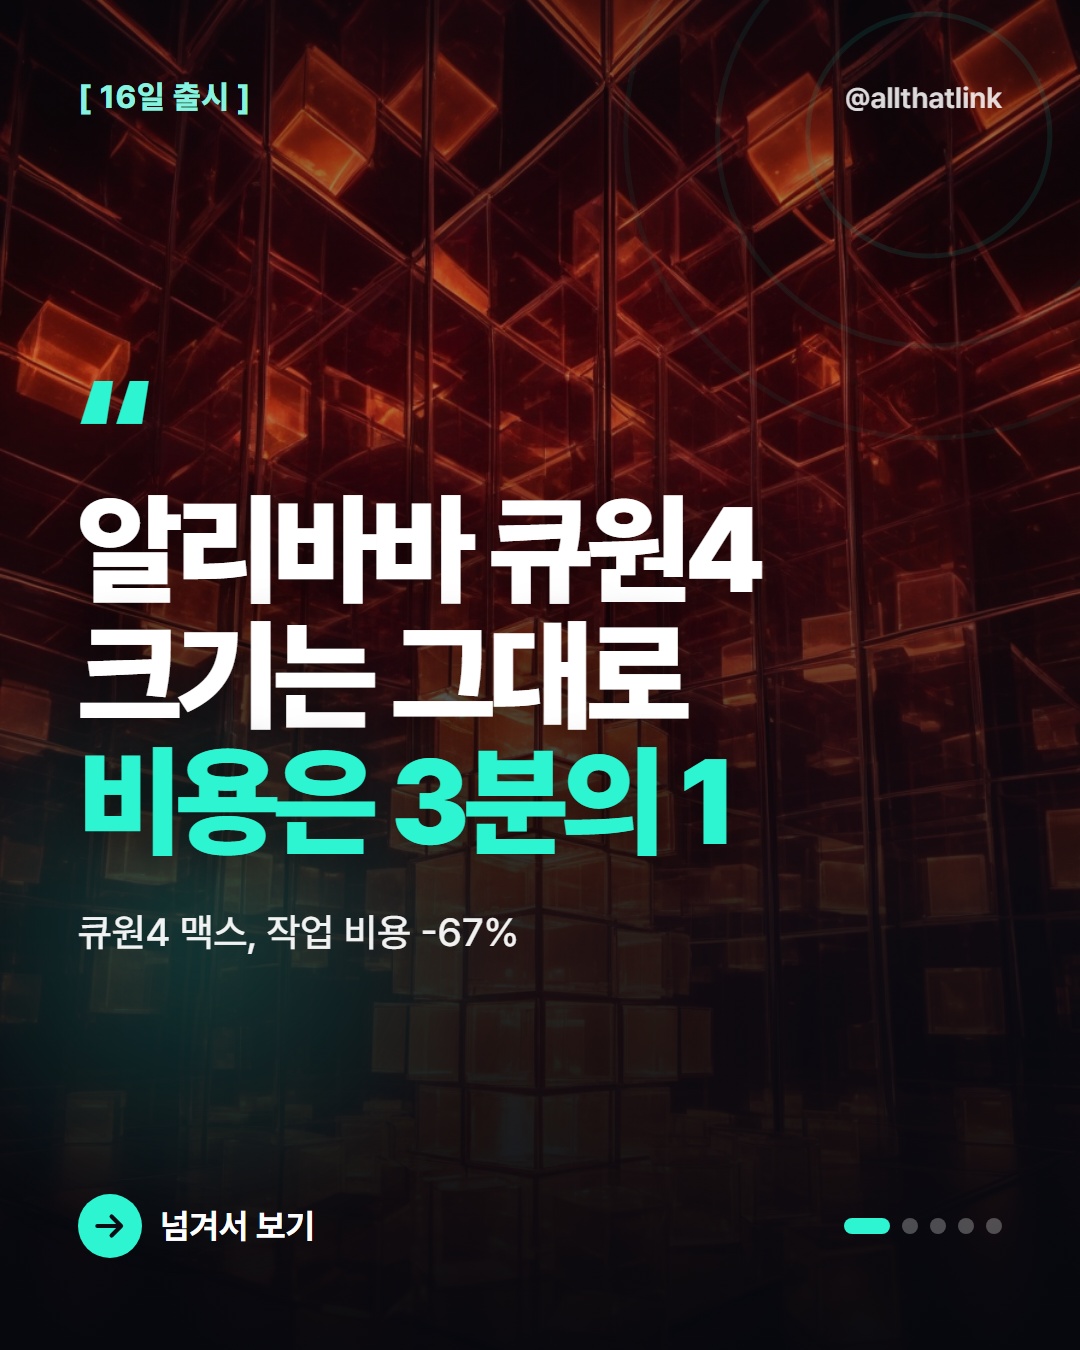 [ 16일 출시 ]
@allthatlink
“
알리바바 큐원4
크기는 그대로
비용은 3분의 1
큐원4 맥스, 작업 비용 -67%
넘겨서 보기